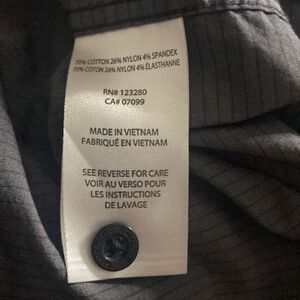 70% COTTON 26% NYLON 4% SPANDEX
70% COTON 26% NYLON 4% ÉLASTHANNE
RN# 123280
CA# 07099
MADE IN VIETNAM
FABRIQUÉ EN VIETNAM
SEE REVERSE FOR CARE
VOIR AU VERSO POUR
LES INSTRUCTIONS
DE LAVAGE